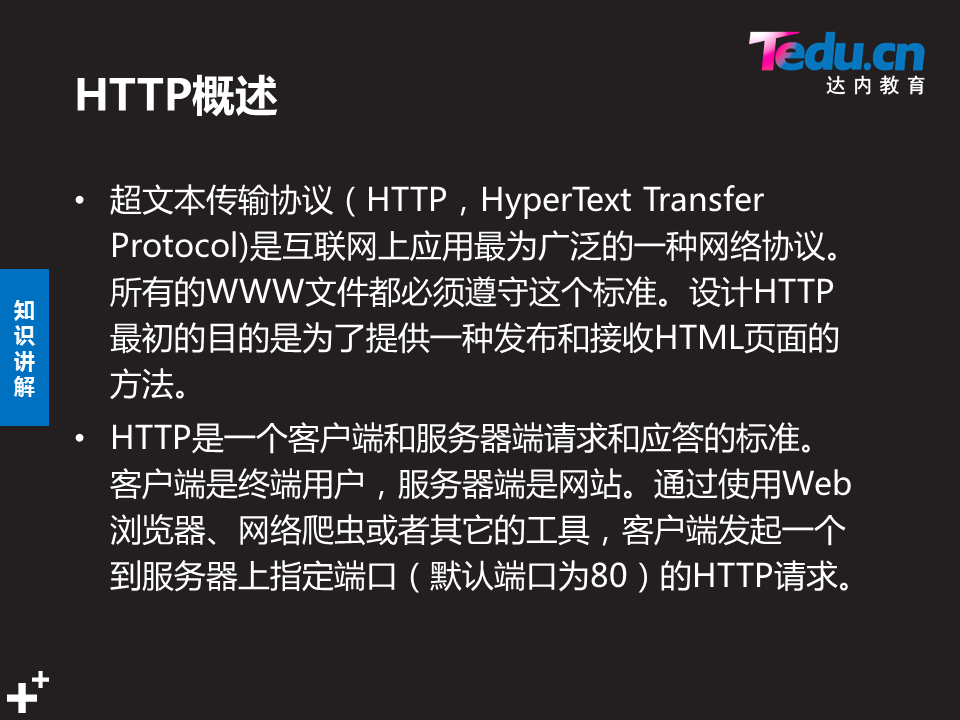 Tedu.cn
达内教育
HTTP概述
• 超文本传输协议（HTTP，HyperText Transfer
Protocol)是互联网上应用最为广泛的一种网络协议。
所有的WWW文件都必须遵守这个标准。设计HTTP
最初的目的是为了提供一种发布和接收HTML页面的
方法。
• HTTP是一个客户端和服务器端请求和应答的标准。
客户端是终端用户，服务器端是网站。通过使用Web
浏览器、网络爬虫或者其它的工具，客户端发起一个
到服务器上指定端口（默认端口为80）的HTTP请求。
知
识
讲
解